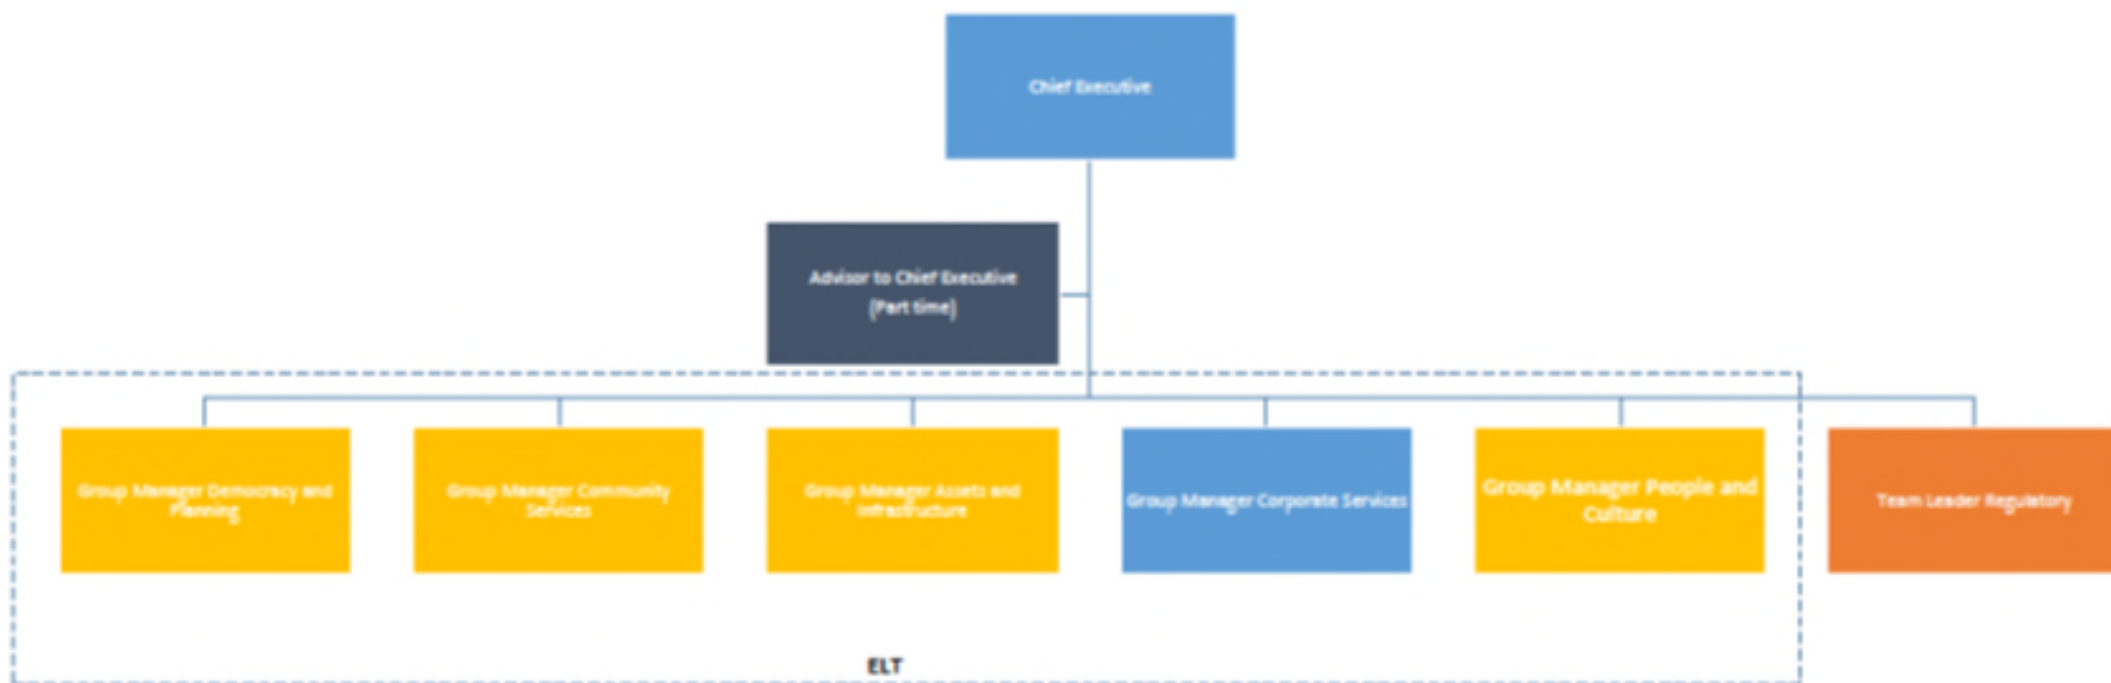 Chief Executive
Advisor to Chief Executive
(Part time)
Group Manager Democracy and
Planning
Group Manager Community
Services
Group Manager Assets and
Infrastructure
Group Manager Corporate Services
Group Manager People and
Culture
Team Leader Regulatory
ELT